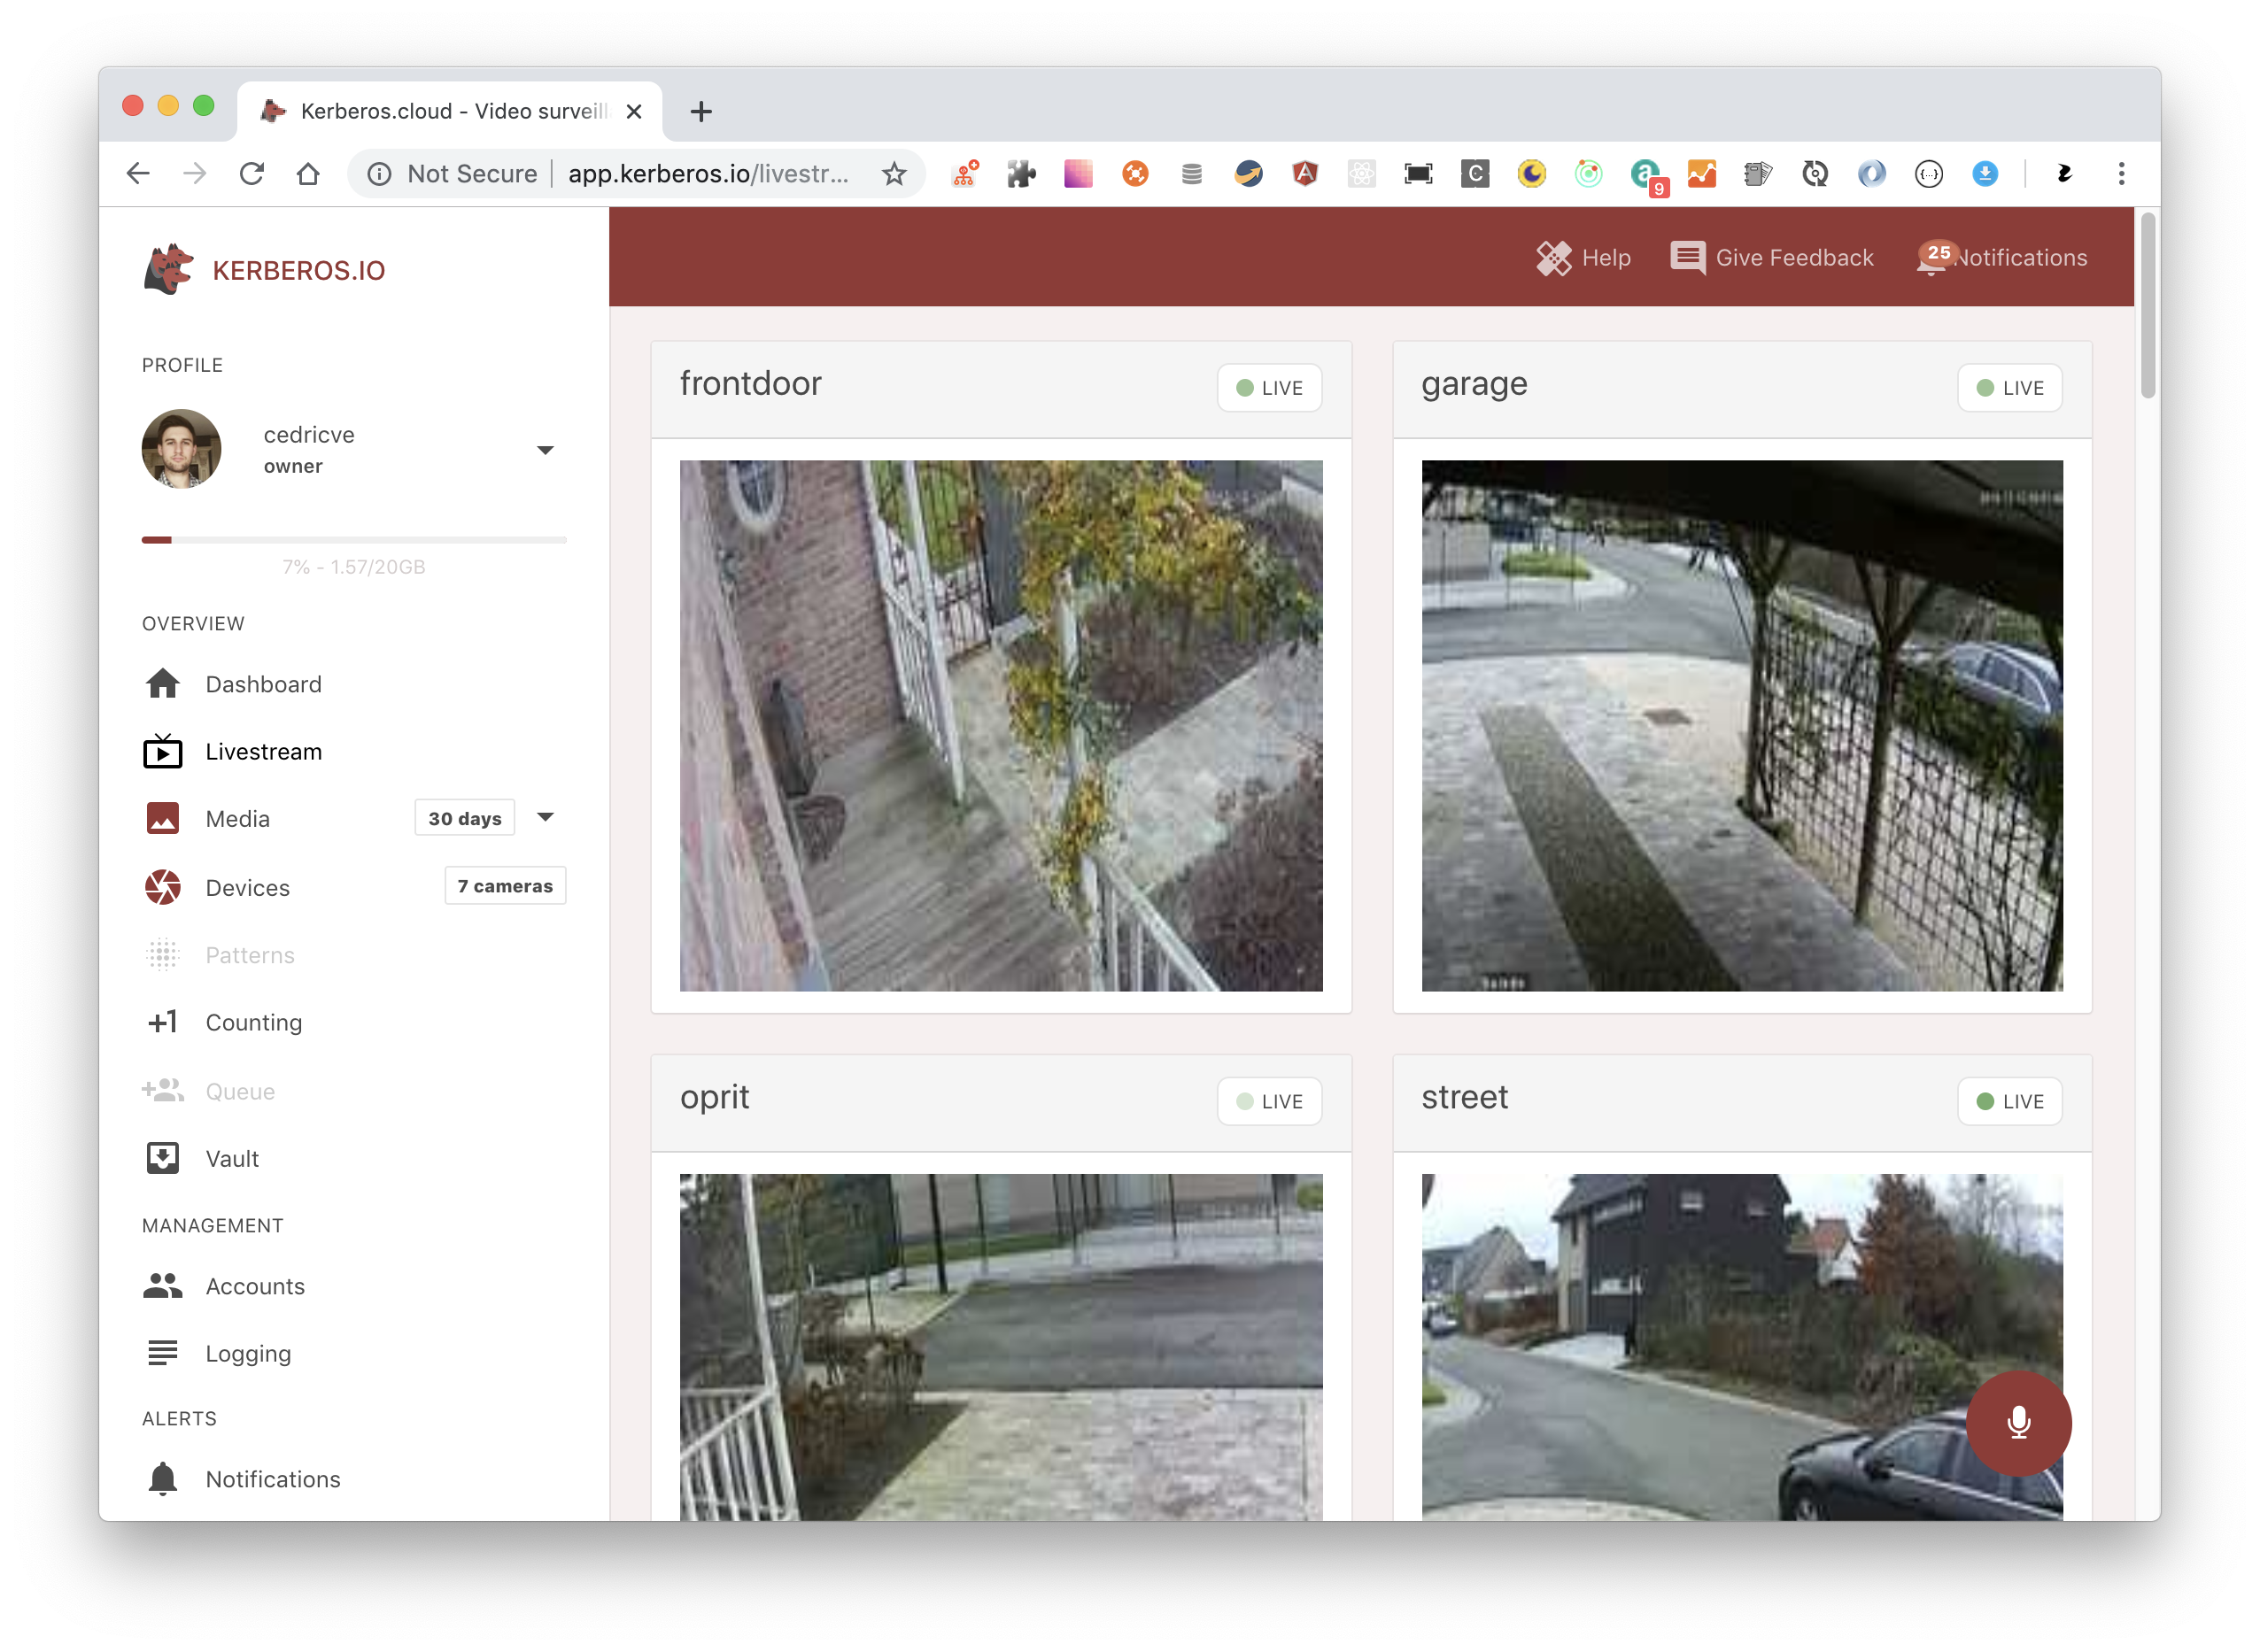 Kerberos.cloud - Video surveill
Not Secure
app.kerberos.io/livestr...
9
KERBEROS.IO
Help
Give Feedback
25
Notifications
PROFILE
cedricve
owner
7% - 1.57/20GB
OVERVIEW
Dashboard
Livestream
Media
30 days
Devices
7 cameras
Patterns
+1
Counting
Queue
Vault
MANAGEMENT
Accounts
Logging
ALERTS
Notifications
frontdoor
LIVE
garage
LIVE
oprit
LIVE
street
LIVE